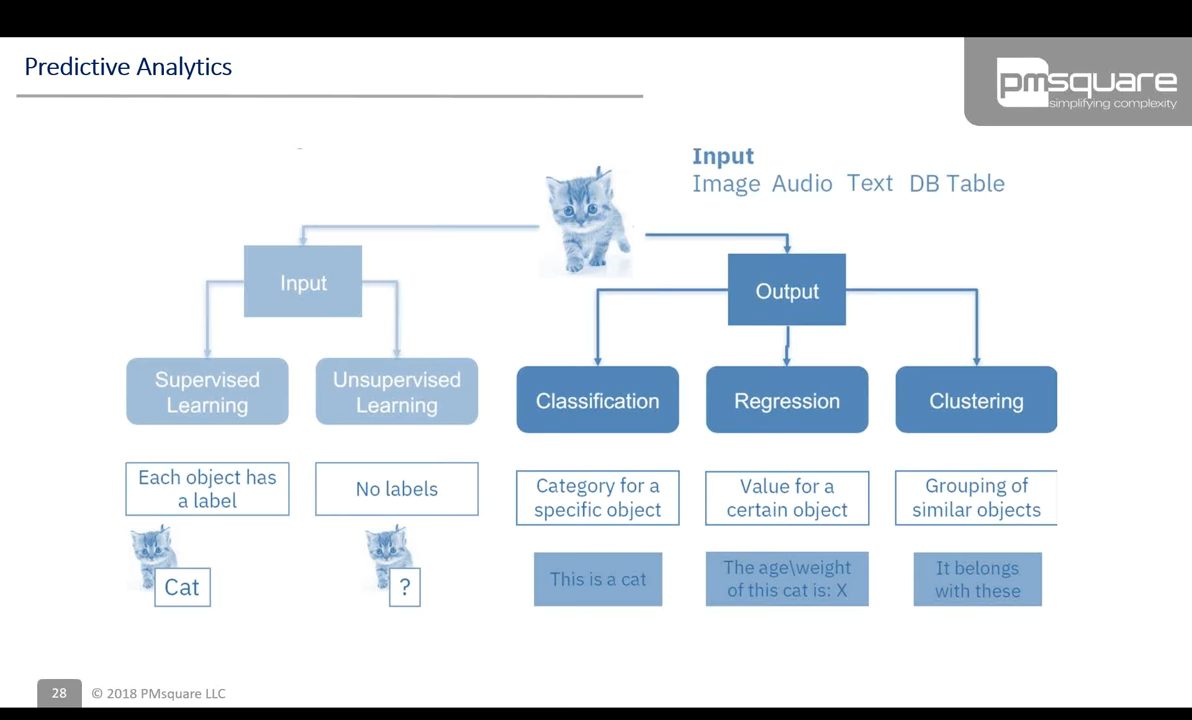 Predictive Analytics
pmsquare
simplifying complexity
Input
Image Audio Text DB Table
Input
Output
Supervised
Learning
Unsupervised
Learning
Classification
Regression
Clustering
Each object has
a label
No labels
Category for a
specific object
Value for a
certain object
Grouping of
similar objects
Cat
?
This is a cat
The age\weight
of this cat is: X
It belongs
with these
28
© 2018 PMsquare LLC